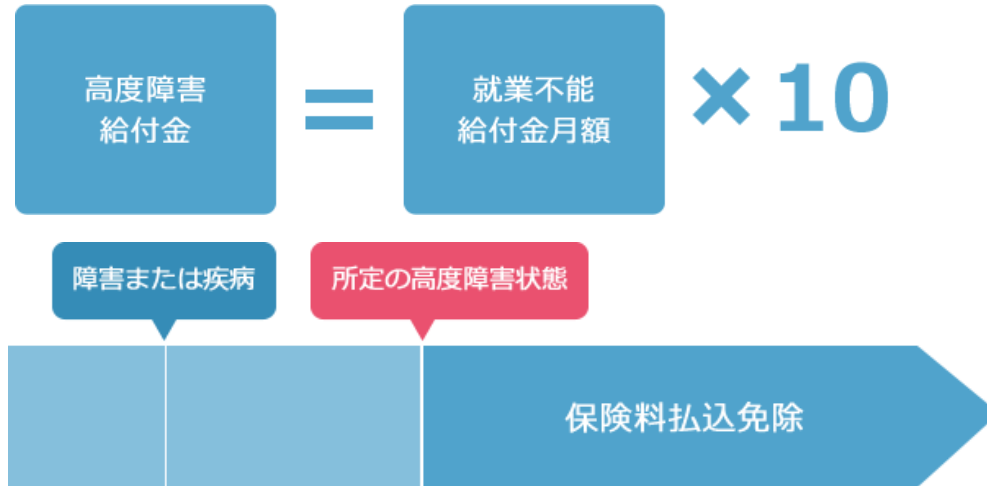 高度障害
給付金
=
就業不能
給付金月額
×10
障害または疾病
所定の高度障害状態
保険料払込免除